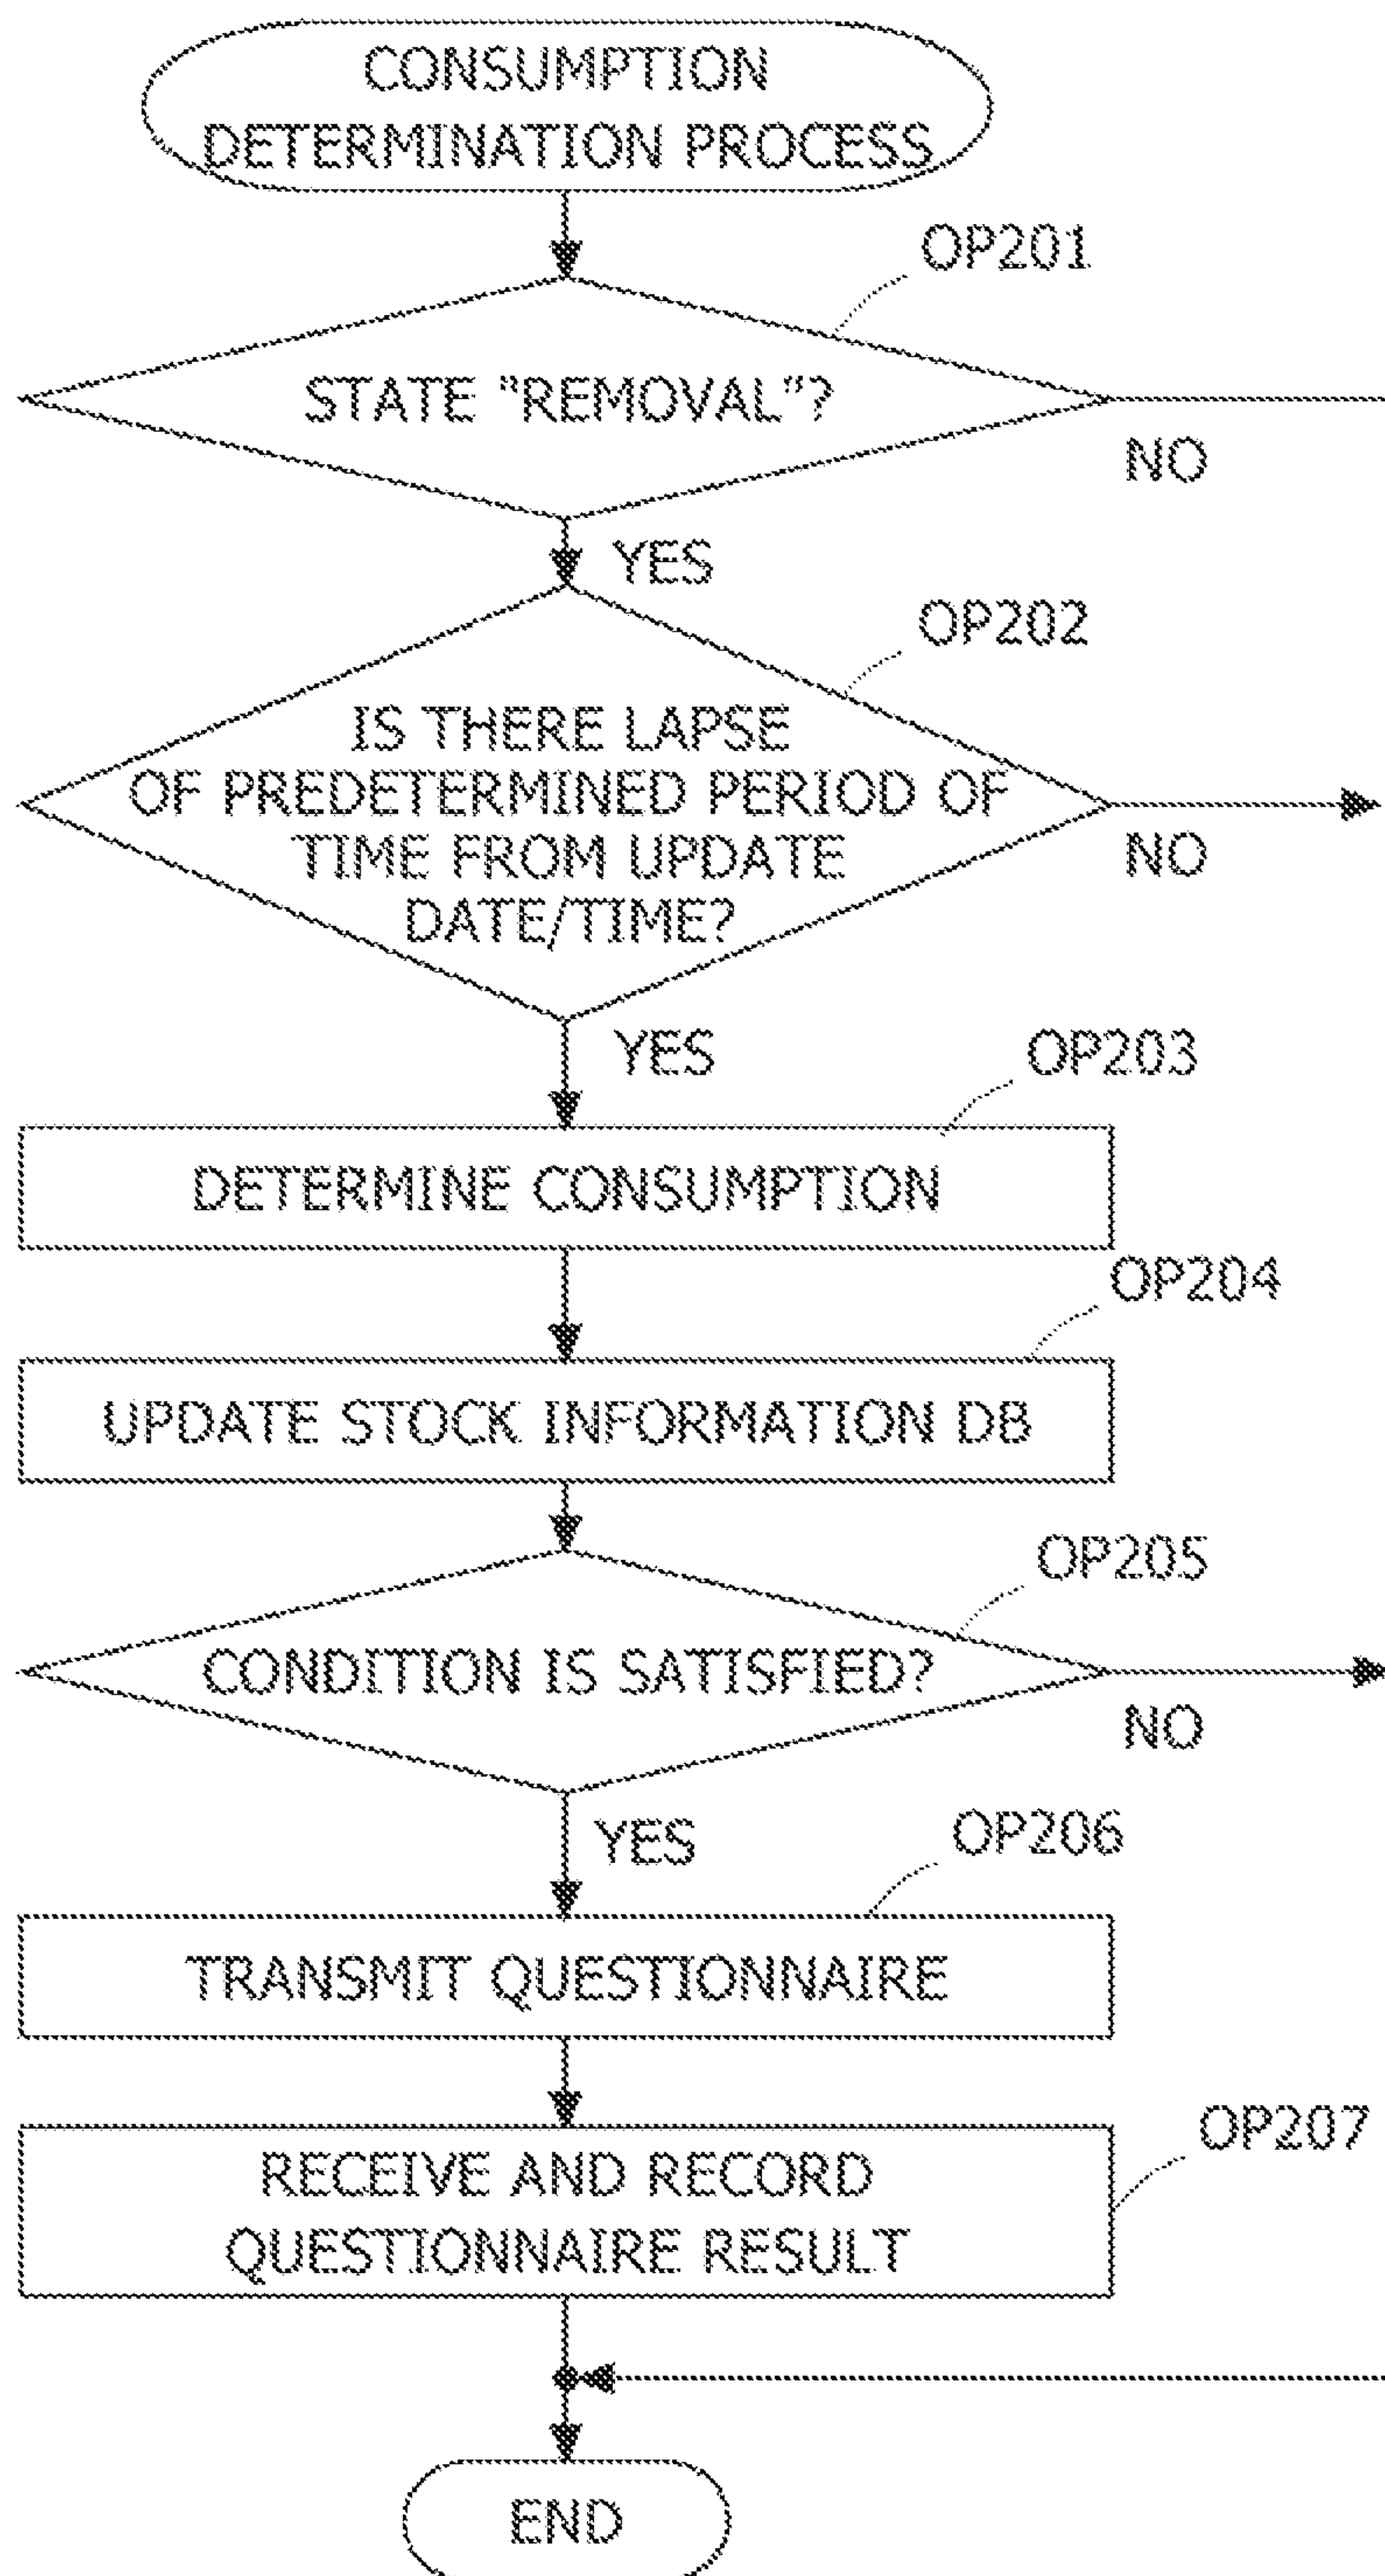 CONSUMPTION
DETERMINATION PROCESS
OP201
STATE "REMOVAL"?
NO
YES
OP202
IS THERE LAPSE
OF PREDETERMINED PERIOD OF
TIME FROM UPDATE
DATE/TIME?
NO
YES
OP203
DETERMINE CONSUMPTION
OP204
UPDATE STOCK INFORMATION DB
OP205
CONDITION IS SATISFIED?
NO
YES
OP206
TRANSMIT QUESTIONNAIRE
OP207
RECEIVE AND RECORD
QUESTIONNAIRE RESULT
END